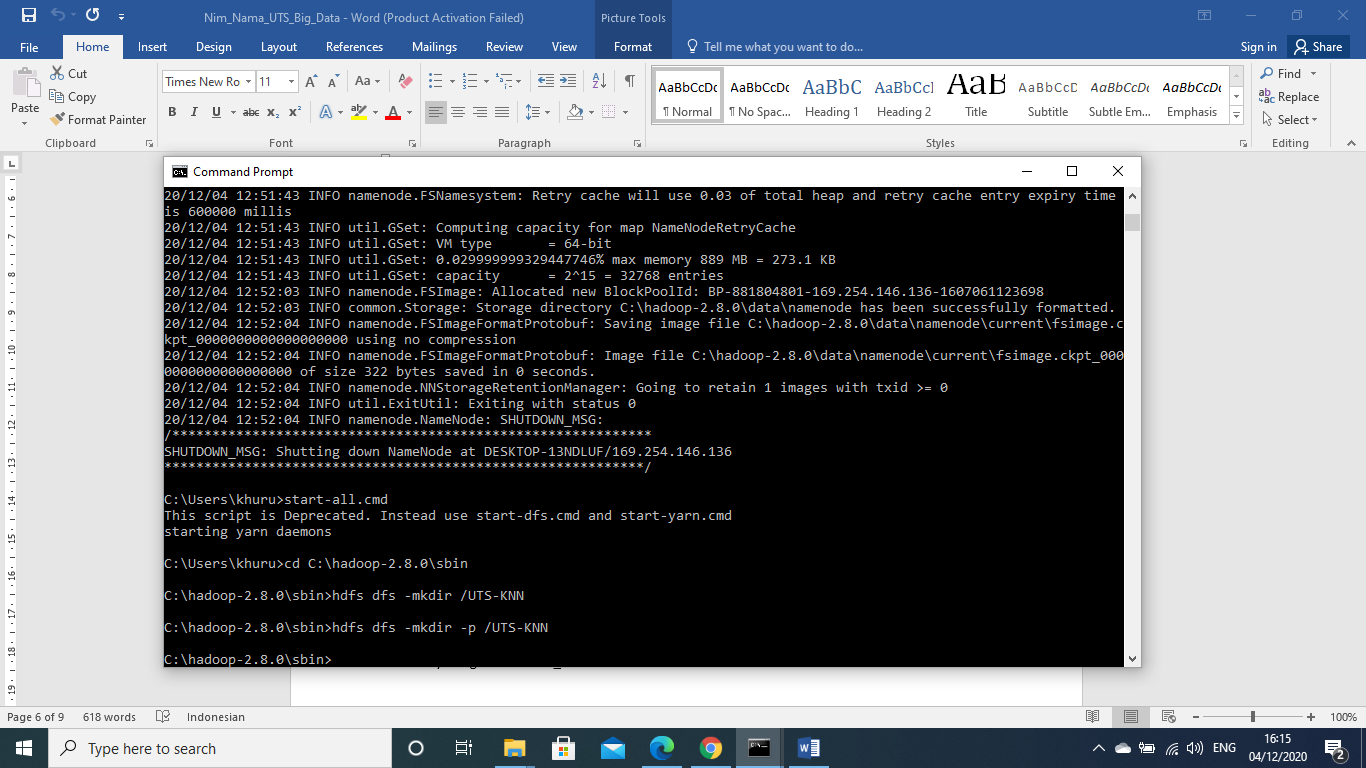 Nim_Nama_UTS_Big_Data - Word (Product Activation Failed)
Picture Tools
File
Home
Insert
Design
Layout
References
Mailings
Review
View
Format
Tell me what you want to do...
Sign in
Share
Paste
Cut
Copy
Format Painter
Clipboard
Times New Ro
11
Font
Paragraph
AaBbCcDc
¶ Normal
AaBbCcDc
¶ No Spac...
AaBbC
Heading 1
AaBbCcI
Heading 2
AaB
Title
AaBbCcD
Subtitle
AaBbCcDc
Subtle Em...
AaBbCcDc
Emphasis
Styles
Find
Replace
Select
Editing
Command Prompt
20/12/04 12:51:43 INFO namenode.FSNamesystem: Retry cache will use 0.03 of total heap and retry cache entry expiry time
is 600000 millis
20/12/04 12:51:43 INFO util.GSet: Computing capacity for map NameNodeRetryCache
20/12/04 12:51:43 INFO util.GSet: VM type       = 64-bit
20/12/04 12:51:43 INFO util.GSet: 0.029999999329447746% max memory 889 MB = 273.1 KB
20/12/04 12:51:43 INFO util.GSet: capacity      = 2^15 = 32768 entries
20/12/04 12:52:03 INFO namenode.FSImage: Allocated new BlockPoolId: BP-881804801-169.254.146.136-1607061123698
20/12/04 12:52:03 INFO common.Storage: Storage directory C:\hadoop-2.8.0\data\namenode has been successfully formatted.
20/12/04 12:52:04 INFO namenode.FSImageFormatProtobuf: Saving image file C:\hadoop-2.8.0\data\namenode\current\fsimage.c
kpt_0000000000000000000 using no compression
20/12/04 12:52:04 INFO namenode.FSImageFormatProtobuf: Image file C:\hadoop-2.8.0\data\namenode\current\fsimage.ckpt_000
0000000000000000 of size 322 bytes saved in 0 seconds.
20/12/04 12:52:04 INFO namenode.NNStorageRetentionManager: Going to retain 1 images with txid >= 0
20/12/04 12:52:04 INFO util.ExitUtil: Exiting with status 0
20/12/04 12:52:04 INFO namenode.NameNode: SHUTDOWN_MSG:
/************************************************************
SHUTDOWN_MSG: Shutting down NameNode at DESKTOP-13NDLUF/169.254.146.136
************************************************************/
C:\Users\khuru>start-all.cmd
This script is Deprecated. Instead use start-dfs.cmd and start-yarn.cmd
starting yarn daemons
C:\Users\khuru>cd C:\hadoop-2.8.0\sbin
C:\hadoop-2.8.0\sbin>hdfs dfs -mkdir /UTS-KNN
C:\hadoop-2.8.0\sbin>hdfs dfs -mkdir -p /UTS-KNN
C:\hadoop-2.8.0\sbin>
Page 6 of 9
618 words
Indonesian
100%
Type here to search
ENG
16:15
04/12/2020
2